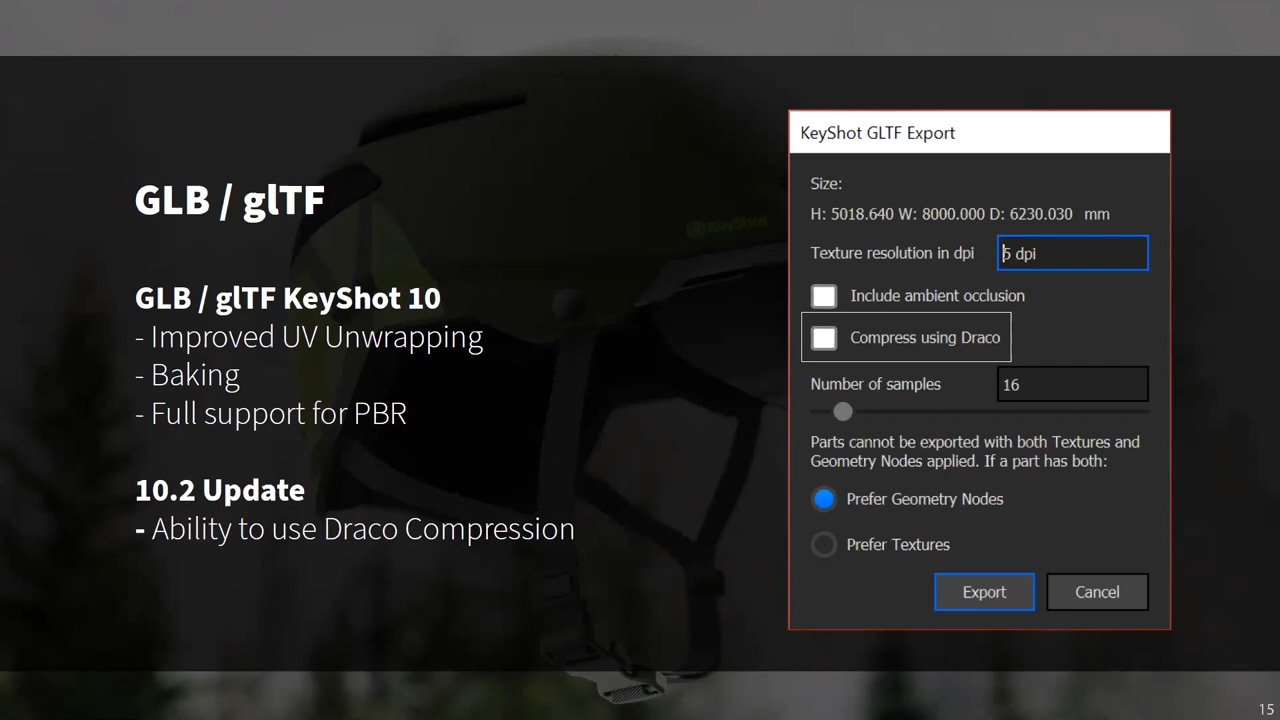 GLB / glTF
GLB / glTF KeyShot 10
- Improved UV Unwrapping
- Baking
- Full support for PBR
10.2 Update
- Ability to use Draco Compression
KeyShot
KeyShot GLTF Export
Size:
H: 5018.640 W: 8000.000 D: 6230.030 mm
Texture resolution in dpi
5 dpi
Include ambient occlusion
Compress using Draco
Number of samples
16
Parts cannot be exported with both Textures and
Geometry Nodes applied. If a part has both:
Prefer Geometry Nodes
Prefer Textures
Export
Cancel
15